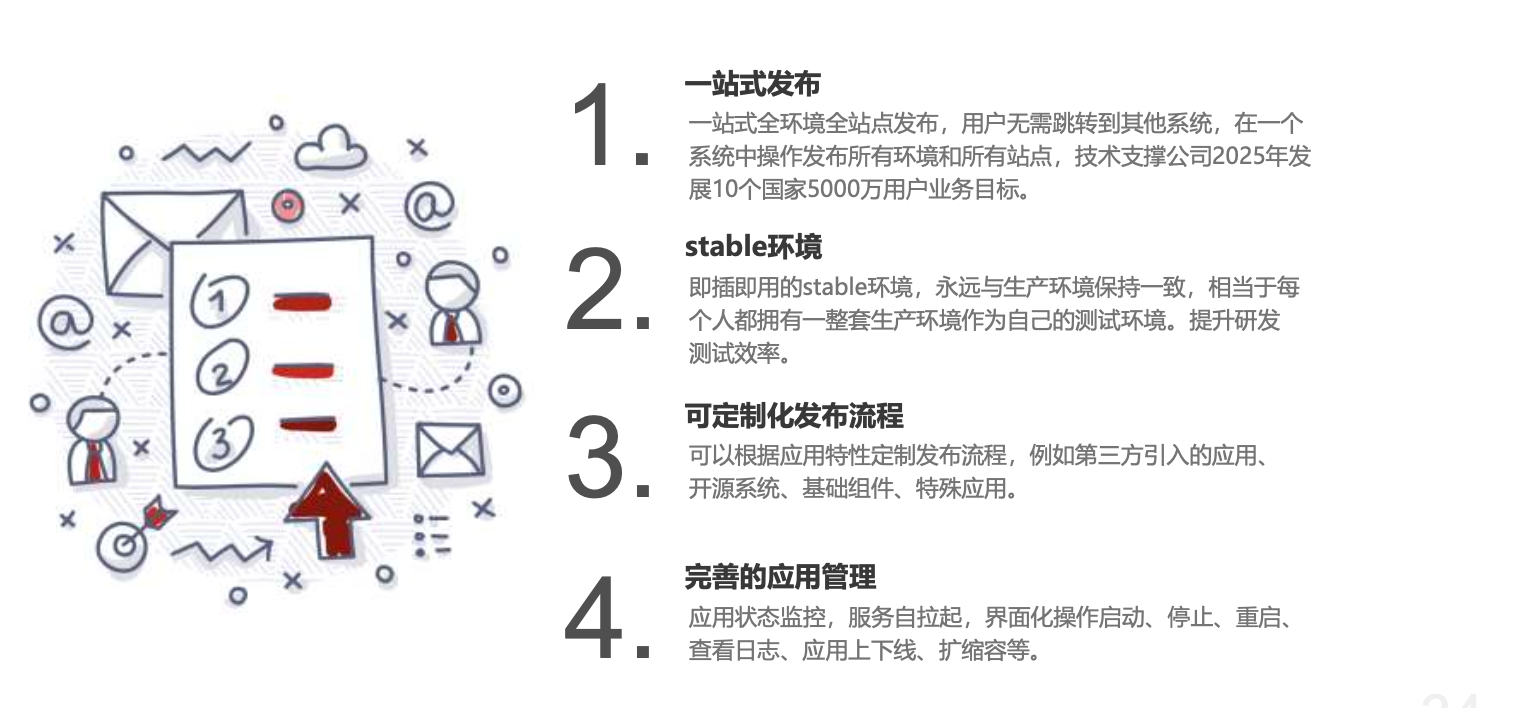 @
@
1
2
3
1.
一站式发布
一站式全环境全站点发布，用户无需跳转到其他系统，在一个
系统中操作发布所有环境和所有站点，技术支撑公司2025年发
展10个国家5000万用户业务目标。
2.
stable环境
即插即用的stable环境，永远与生产环境保持一致，相当于每
个人都拥有一整套生产环境作为自己的测试环境。提升研发
测试效率。
3.
可定制化发布流程
可以根据应用特性定制发布流程，例如第三方引入的应用、
开源系统、基础组件、特殊应用。
4.
完善的应用管理
应用状态监控，服务自拉起，界面化操作启动、停止、重启、
查看日志、应用上下线、扩缩容等。